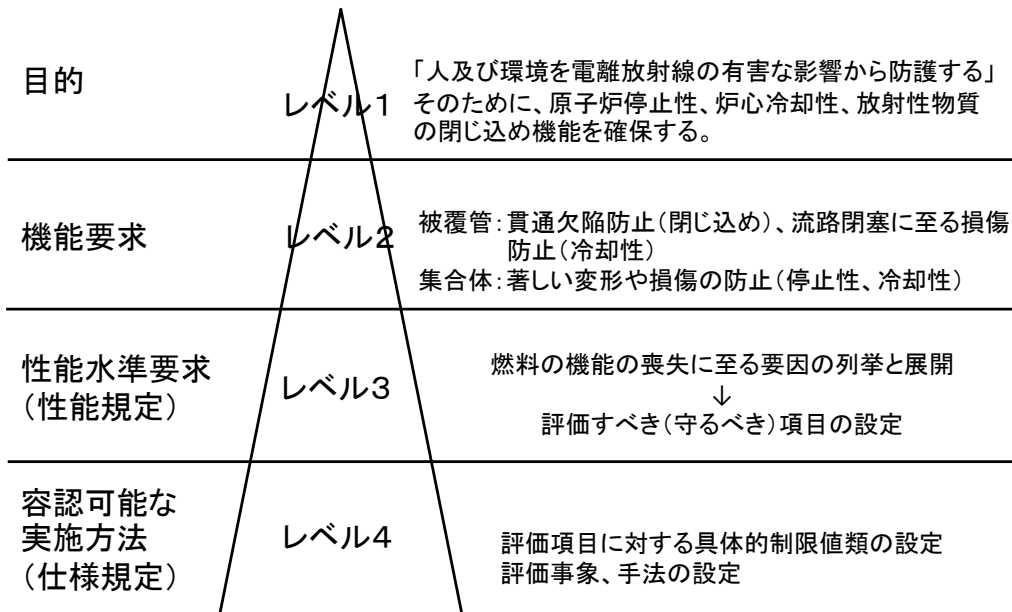 目的
レベル1
「人及び環境を電離放射線の有害な影響から防護する」
そのために、原子炉停止性、炉心冷却性、放射性物質
の閉じ込め機能を確保する。
機能要求
レベル2
被覆管：貫通欠陥防止（閉じ込め）、流路閉塞に至る損傷
防止（冷却性）
集合体：著しい変形や損傷の防止（停止性、冷却性）
性能水準要求
（性能規定）
レベル3
燃料の機能の喪失に至る要因の列挙と展開
↓
評価すべき（守るべき）項目の設定
容認可能な
実施方法
（仕様規定）
レベル4
評価項目に対する具体的制限値類の設定
評価事象、手法の設定